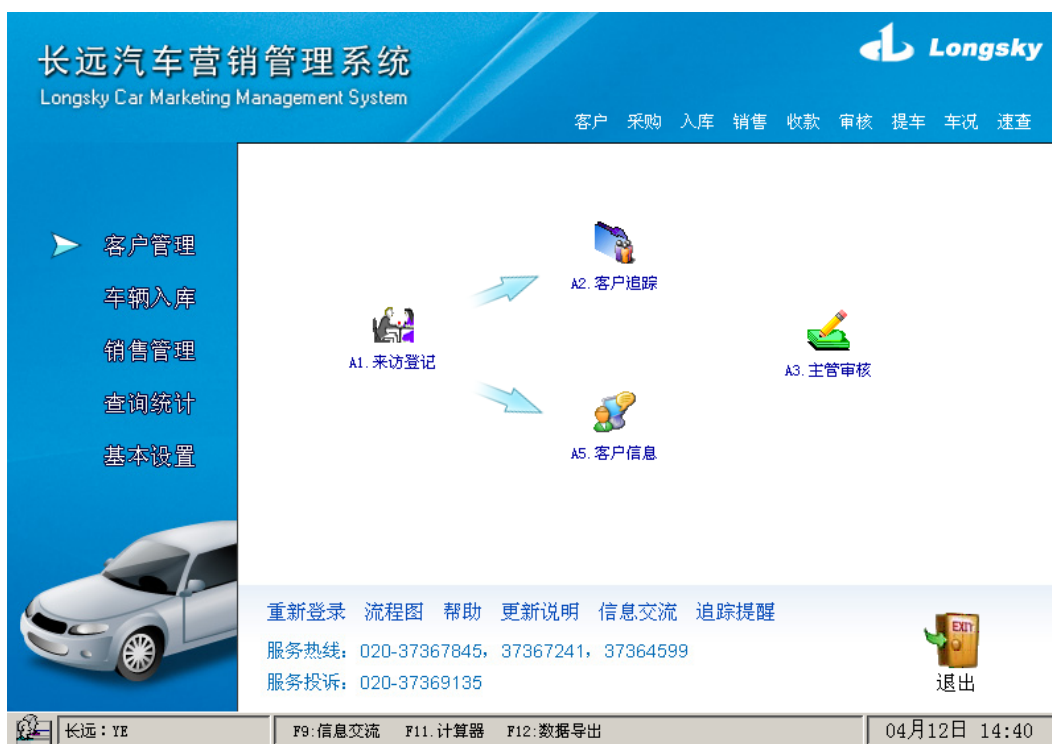 长远汽车营销管理系统
Longsky Car Marketing Management System
Longsky
客户 采购 入库 销售 收款 审核 提车 车况 速查
客户管理
车辆入库
销售管理
查询统计
基本设置
A2.客户追踪
A1.来访登记
A3.主管审核
A5.客户信息
重新登录 流程图 帮助 更新说明 信息交流 追踪提醒
服务热线：020-37367845，37367241，37364599
服务投诉：020-37369135
EXIT
退出
长远：YE
F9:信息交流 F11.计算器 F12:数据导出
04月12日 14:40